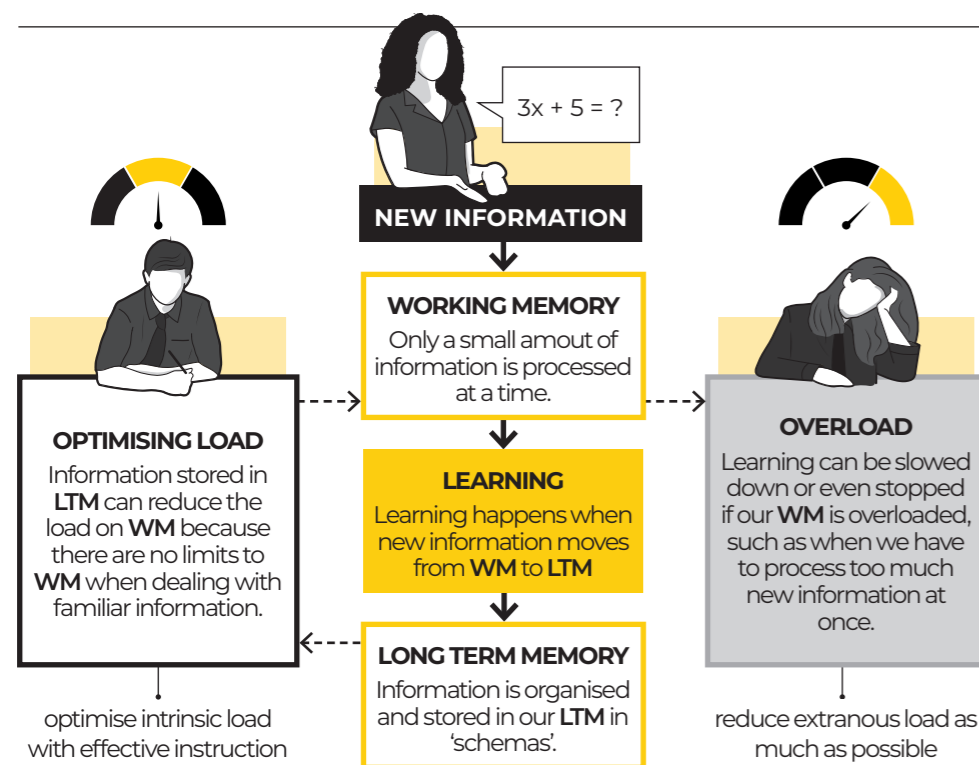 3x + 5 = ?
NEW INFORMATION
WORKING MEMORY
Only a small amout of
information is processed
at a time.
OPTIMISING LOAD
Information stored in
LTM can reduce the
load on WM because
there are no limits to
WM when dealing with
familiar information.
optimise intrinsic load
with effective instruction
LEARNING
Learning happens when
new information moves
from WM to LTM
LONG TERM MEMORY
Information is organised
and stored in our LTM in
‘schemas’.
OVERLOAD
Learning can be slowed
down or even stopped
if our WM is overloaded,
such as when we have
to process too much
new information at
once.
reduce extranous load as
much as possible